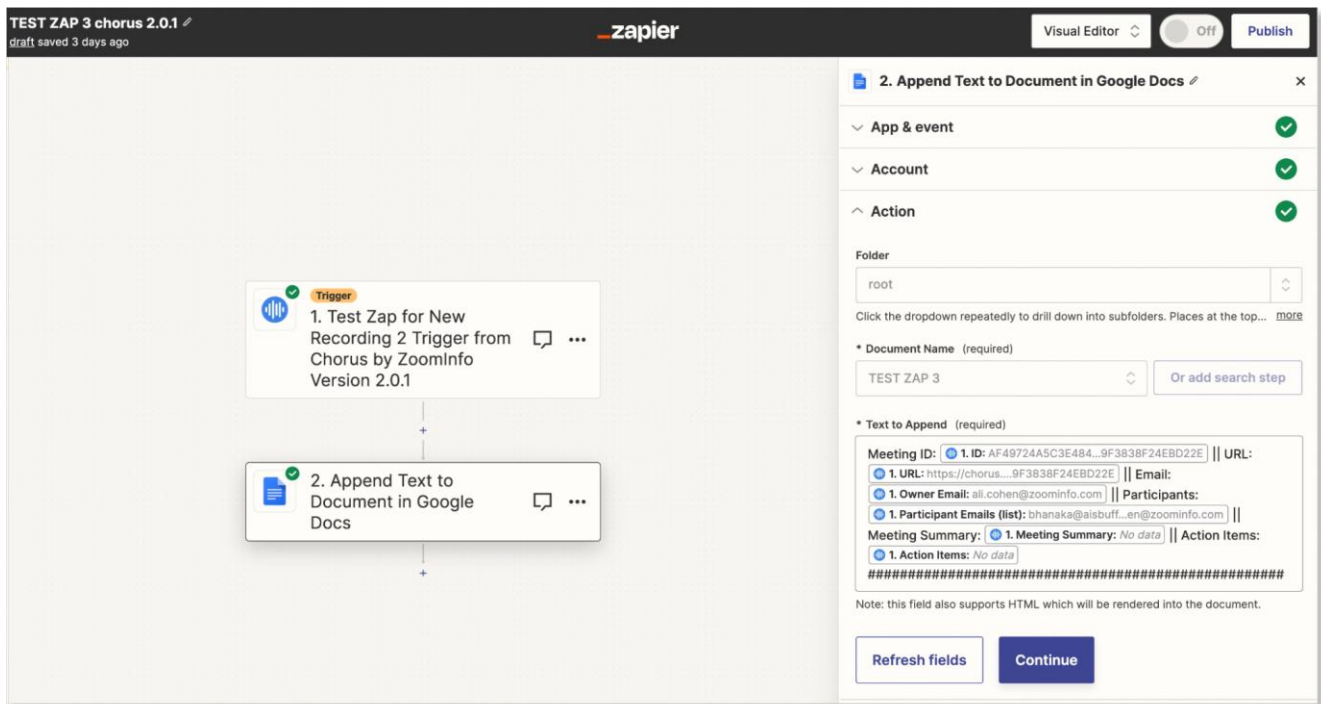 TEST ZAP 3 chorus 2.0.1
draft saved 3 days ago
_zapier
Visual Editor
Off
Publish
Trigger
1. Test Zap for New
Recording 2 Trigger from
Chorus by ZoomInfo
Version 2.0.1
+
2. Append Text to
Document in Google
Docs
+
2. Append Text to Document in Google Docs
App & event
Account
Action
Folder
root
Click the dropdown repeatedly to drill down into subfolders. Places at the top... more
* Document Name (required)
TEST ZAP 3
Or add search step
* Text to Append (required)
Meeting ID: 1. ID: AF49724A5C3E484...9F3838F24EBD22E || URL:
1. URL: https://chorus....9F3838F24EBD22E || Email:
1. Owner Email: ali.cohen@zoominfo.com || Participants:
1. Participant Emails (list): bhanaka@aisbuff...en@zoominfo.com ||
Meeting Summary: 1. Meeting Summary: No data || Action Items:
1. Action Items: No data
####################################################
Note: this field also supports HTML which will be rendered into the document.
Refresh fields
Continue